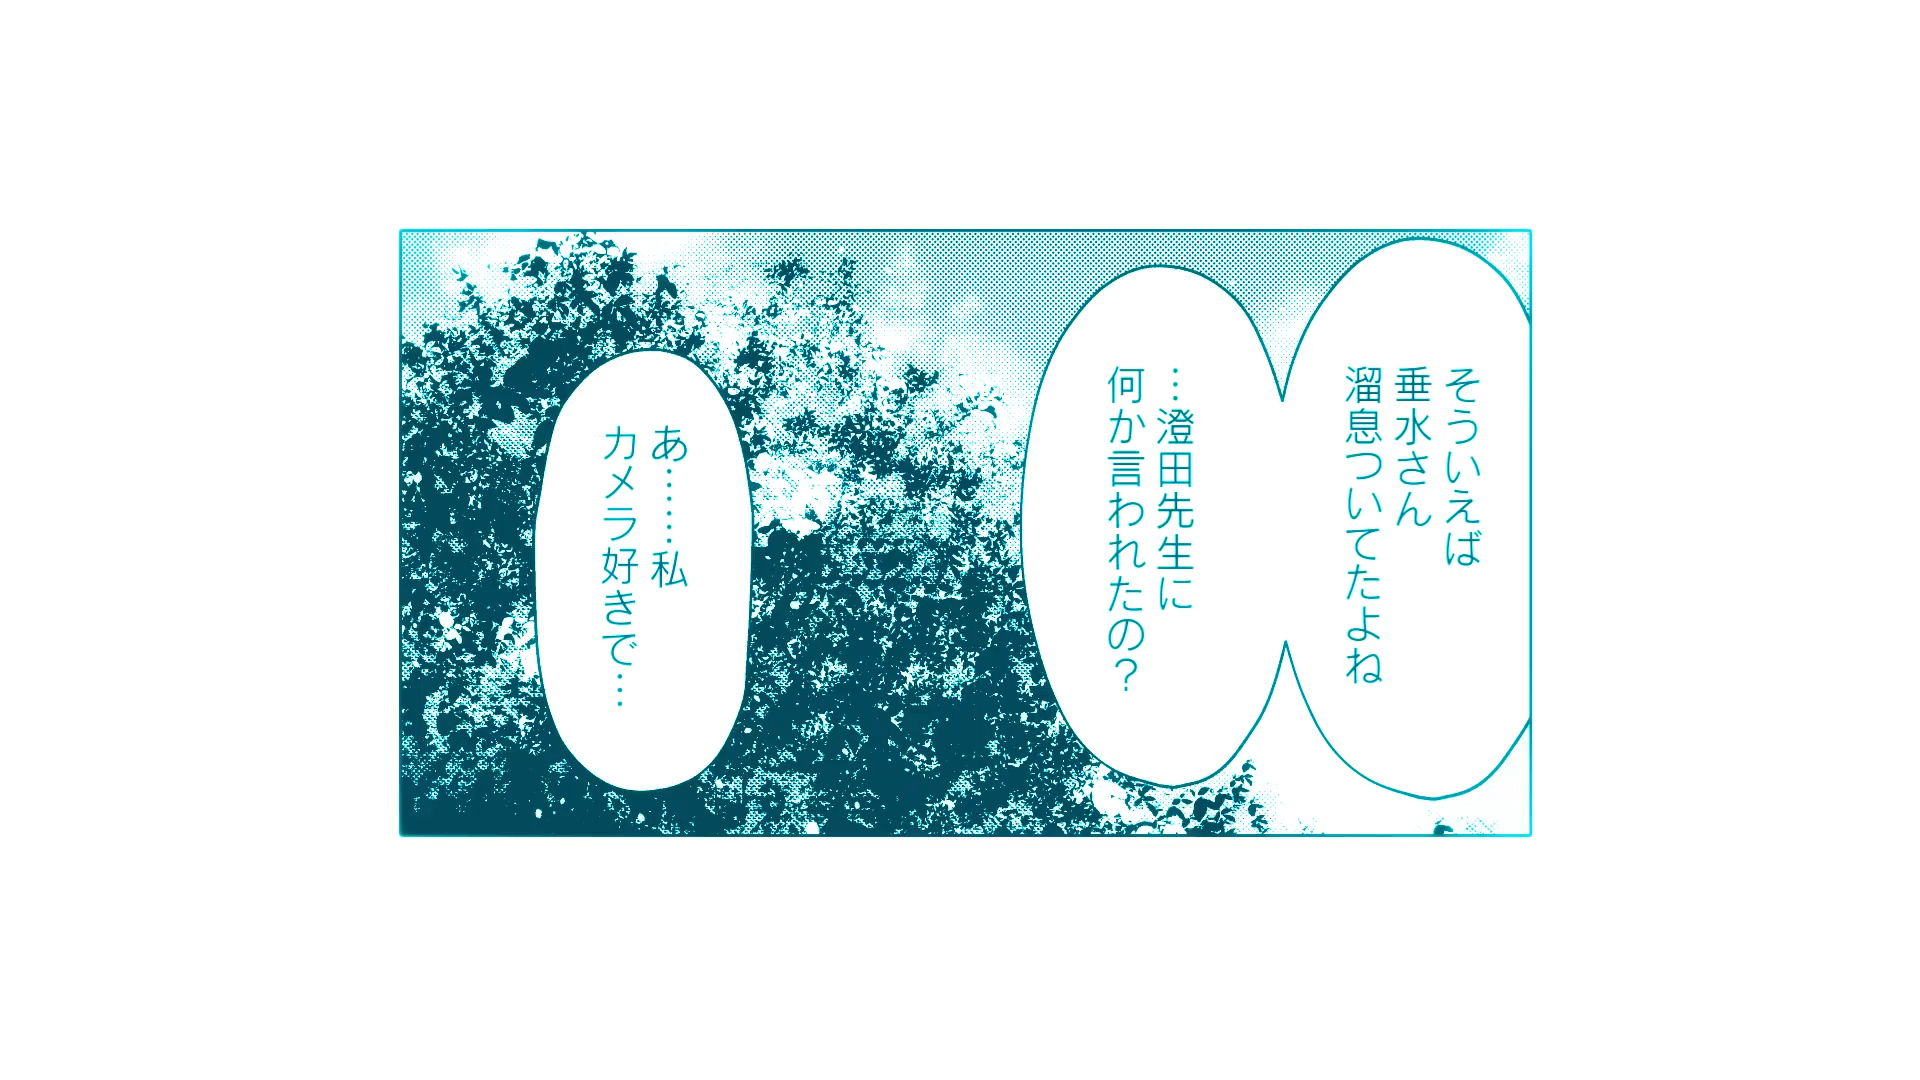 そういえば
垂水さん
溜息ついてたよね
…澄田先生に
何か言われたの？
あ……私
カメラ好きで…